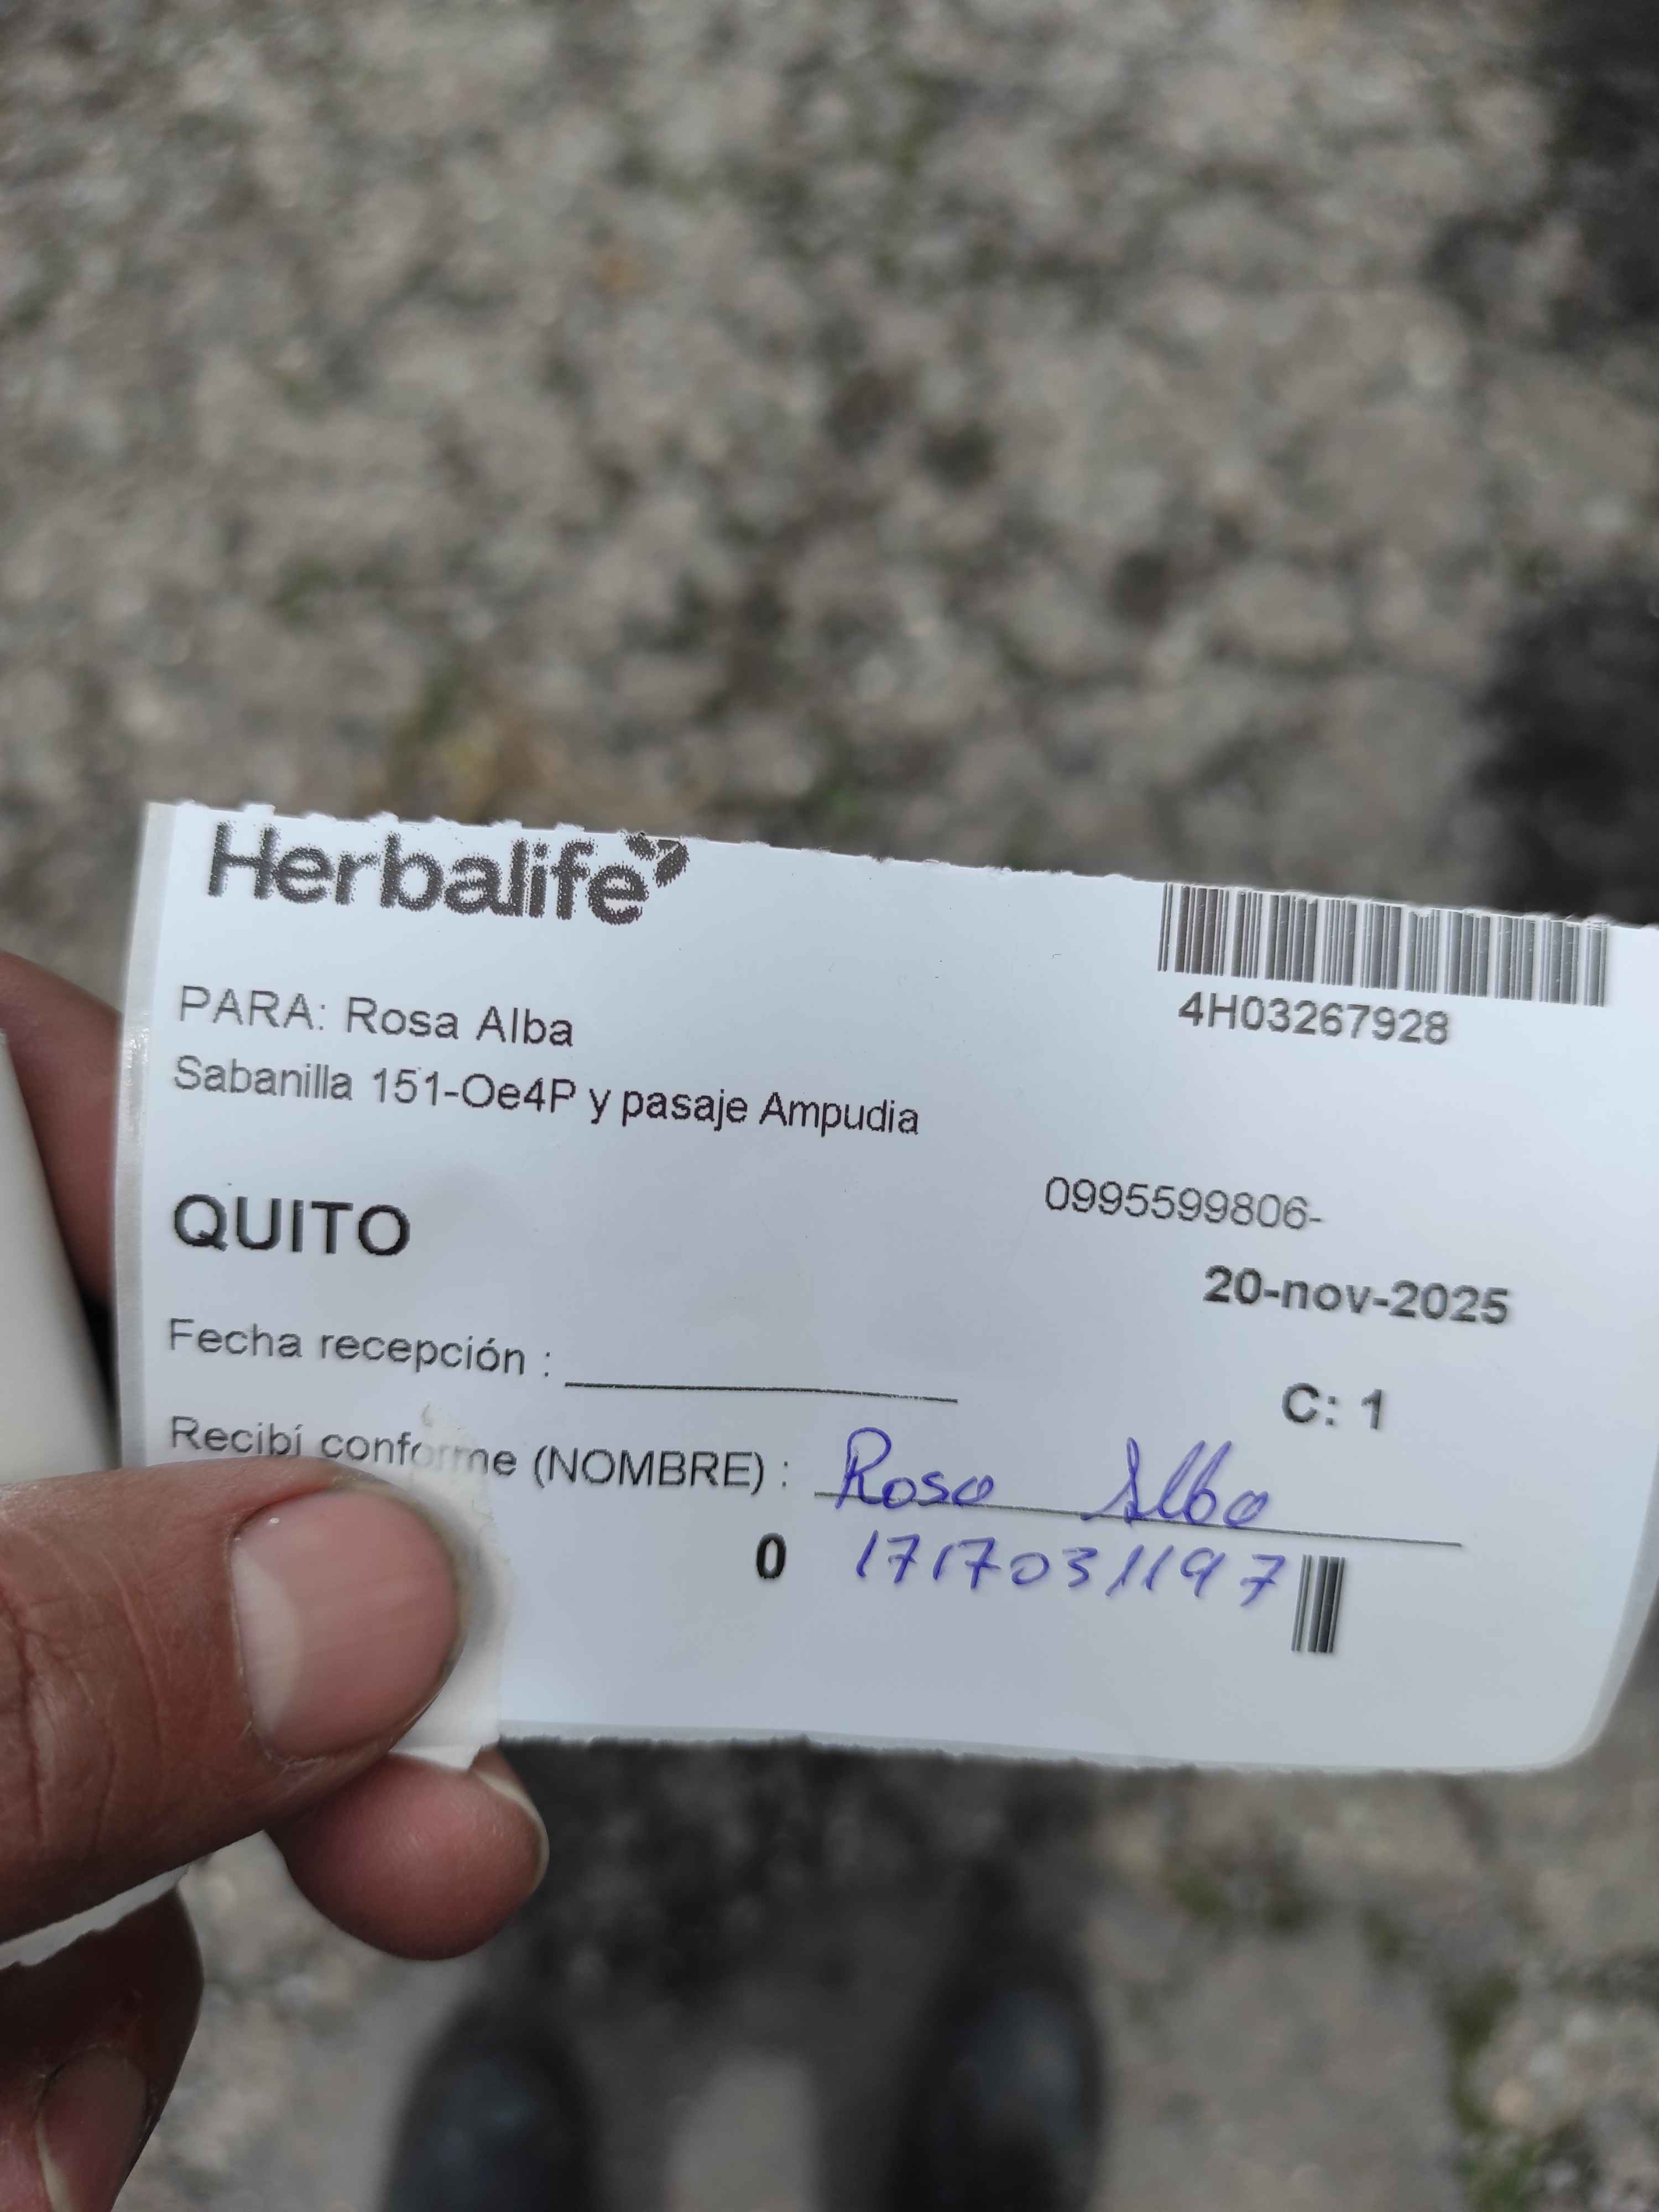 Herbalife
4H03267928
PARA: Rosa Alba
Sabanilla 151-Oe4P y pasaje Ampudia
0995599806-
QUITO
20-nov-2025
Fecha recepción :
C: 1
Recibí conforme (NOMBRE) : Rosa Alba
0 1717031197